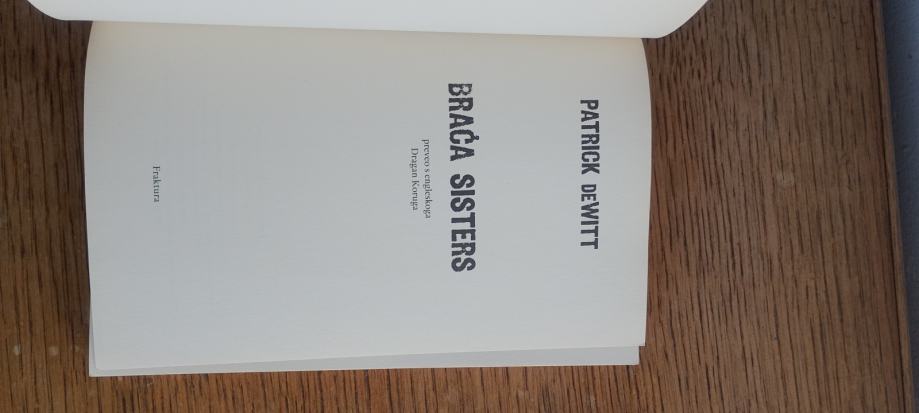 PATRICK DEWITT
BRAĆA SISTERS
preveo s engleskoga
Dragan Koruga
Fraktura